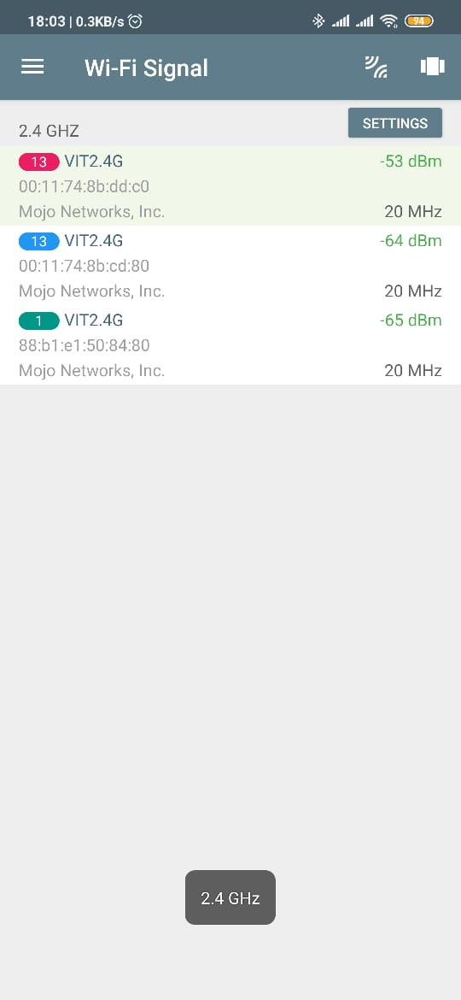 18:03 | 0.3KB/s 94
Wi-Fi Signal
2.4 GHZ SETTINGS
13 VIT2.4G -53 dBm
00:11:74:8b:dd:c0
Mojo Networks, Inc. 20 MHz
13 VIT2.4G -64 dBm
00:11:74:8b:cd:80
Mojo Networks, Inc. 20 MHz
1 VIT2.4G -65 dBm
88:b1:e1:50:84:80
Mojo Networks, Inc. 20 MHz
2.4 GHz